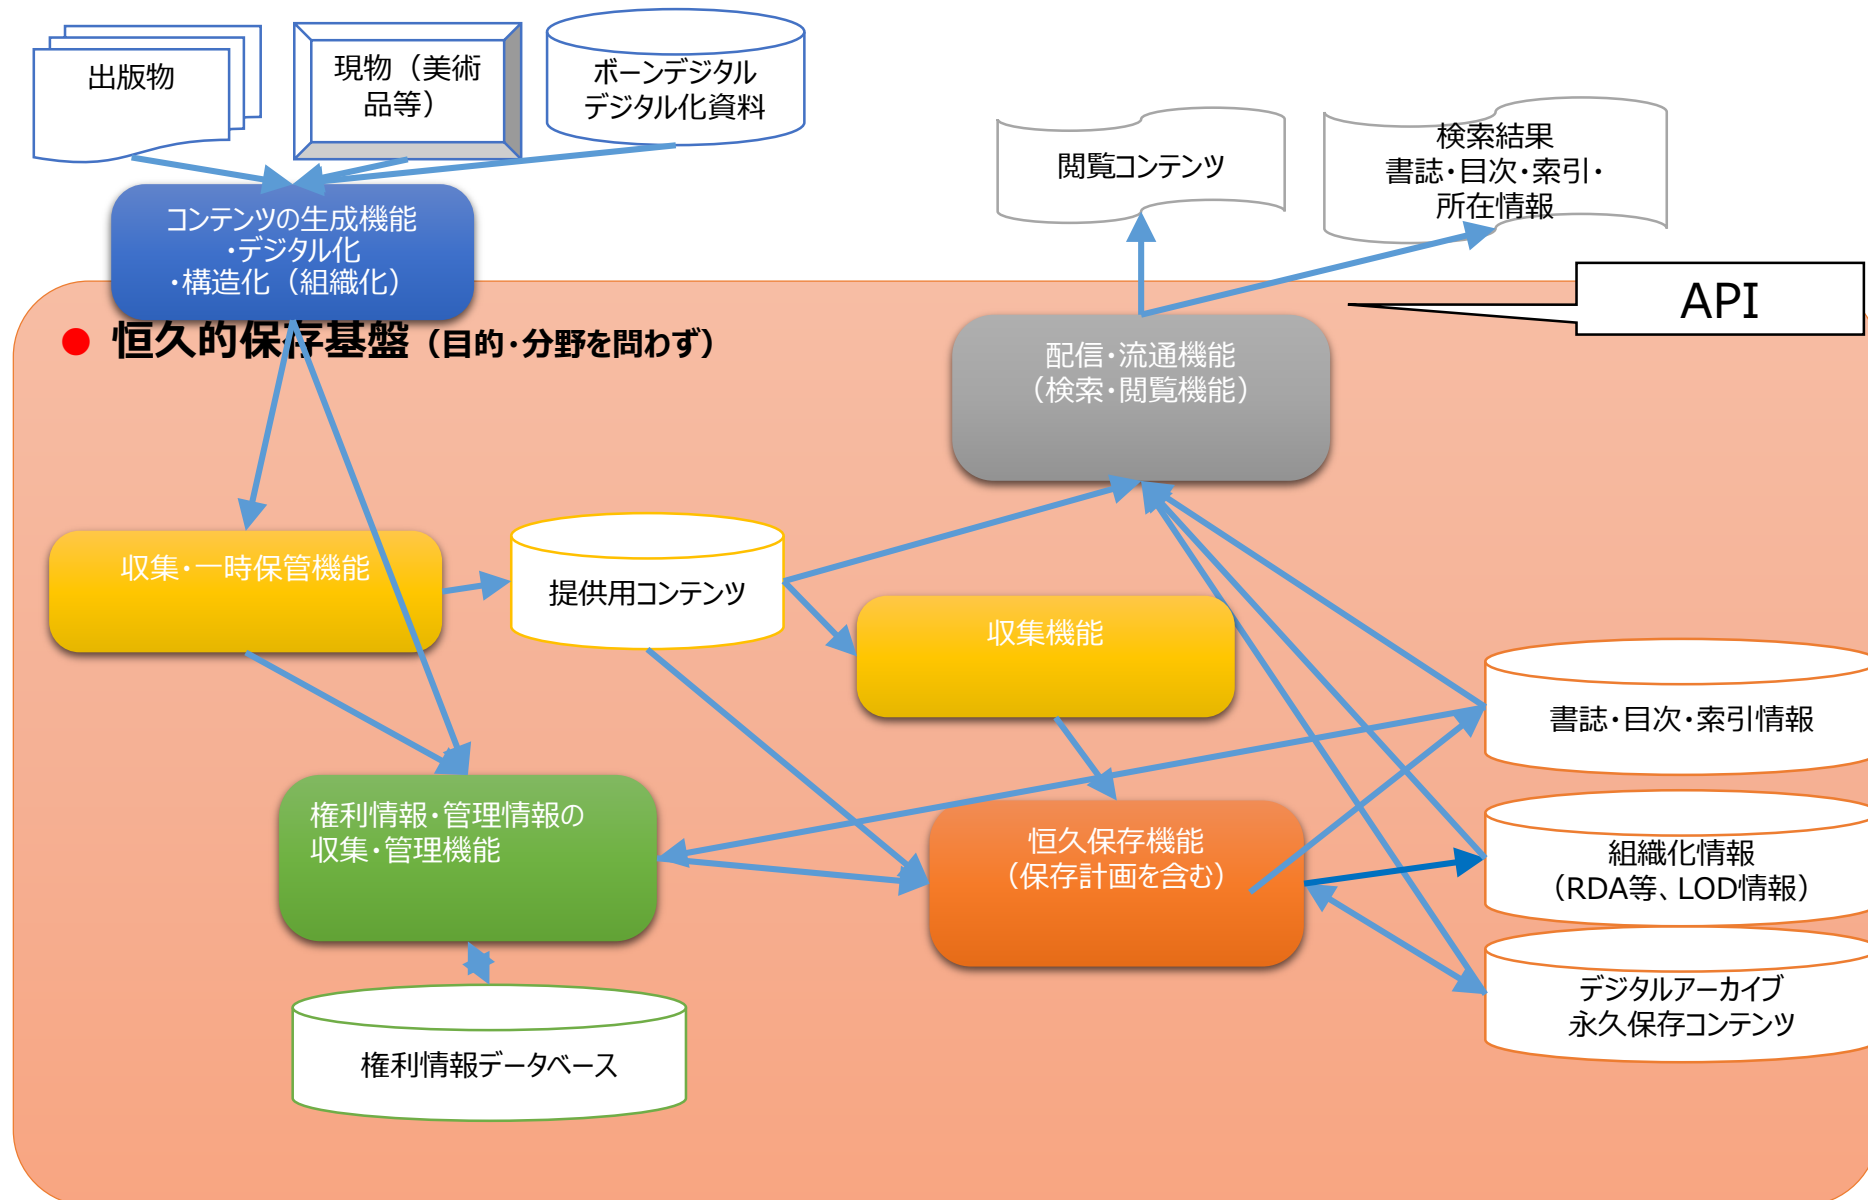 出版物
現物（美術
品等）
ボーンデジタル
デジタル化資料
閲覧コンテンツ
検索結果
書誌・目次・索引・
所在情報
コンテンツの生成機能
・デジタル化
・構造化（組織化）
API
● 恒久的保存基盤（目的・分野を問わず）
配信・流通機能
（検索・閲覧機能）
収集・一時保管機能
提供用コンテンツ
収集機能
書誌・目次・索引情報
権利情報・管理情報の
収集・管理機能
恒久保存機能
（保存計画を含む）
組織化情報
（RDA等、LOD情報）
デジタルアーカイブ
永久保存コンテンツ
権利情報データベース